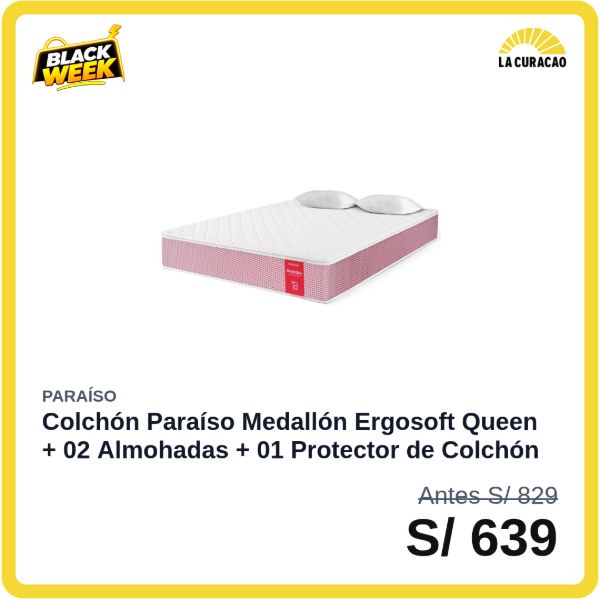 BLACK
WEEK
LA CURACAO
PARAÍSO
Colchón Paraíso Medallón Ergosoft Queen
+ 02 Almohadas + 01 Protector de Colchón
Antes S/ 829
S/ 639